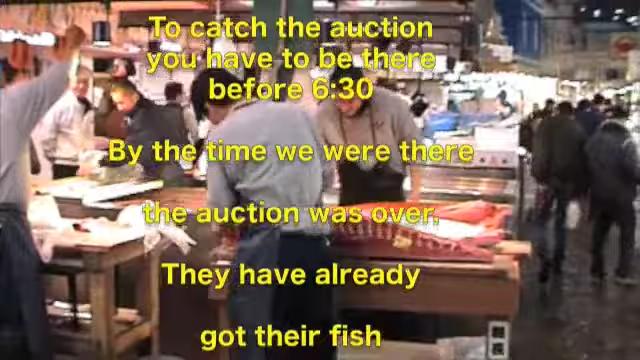 To catch the auction
you have to be there
before 6:30
By the time we were there
the auction was over.
They have already
got their fish